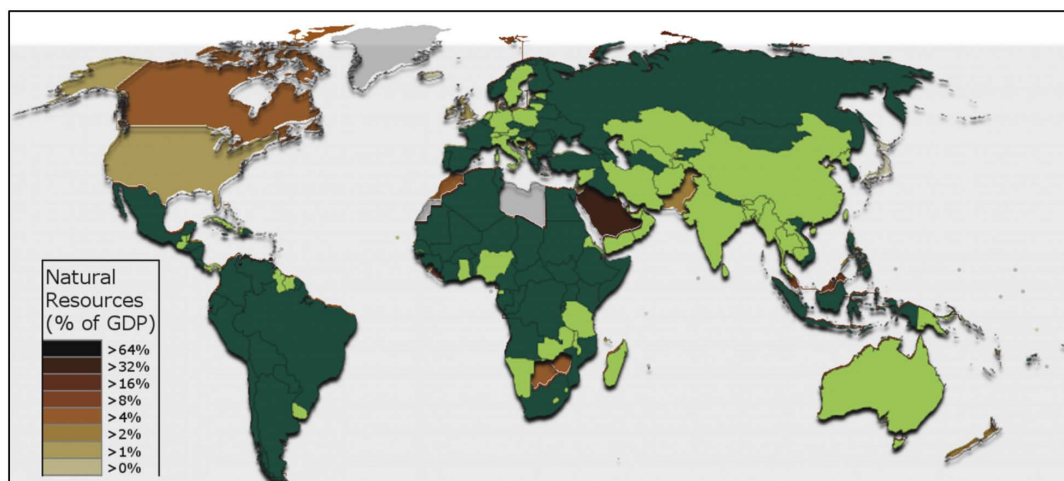 Natural
Resources
(% of GDP)
>64%
>32%
>16%
>8%
>4%
>2%
>1%
>0%